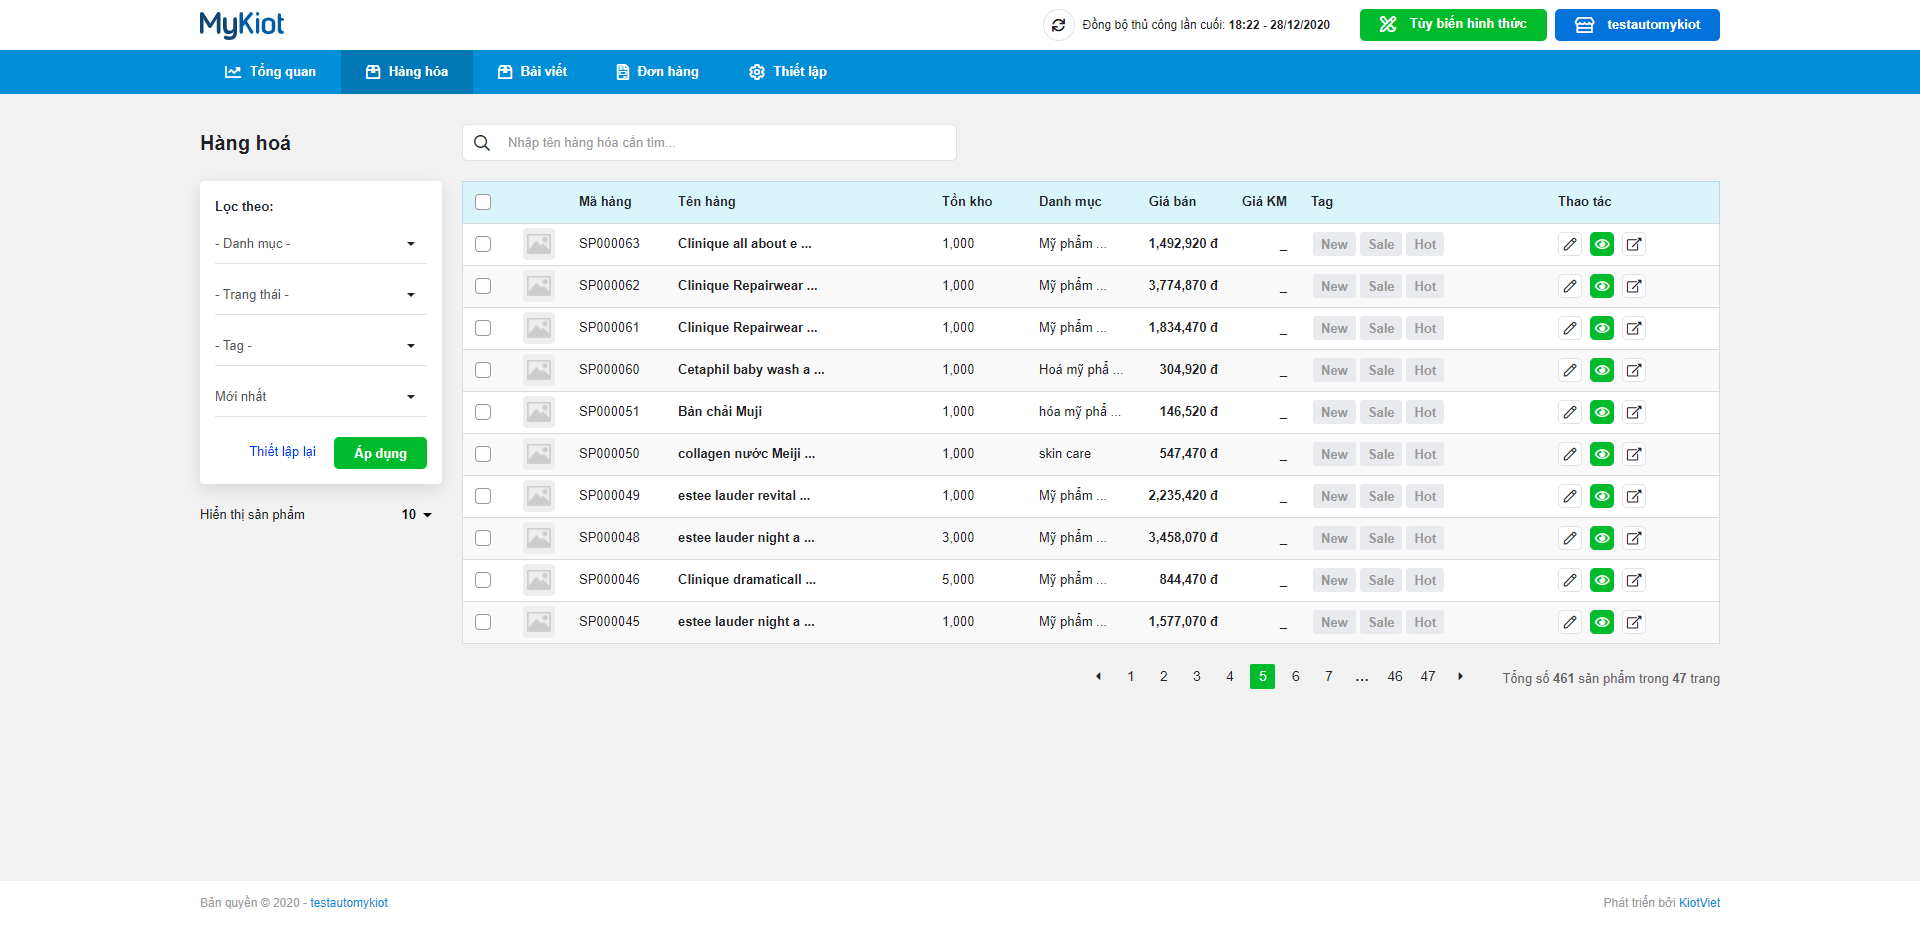 MyKiot
Đồng bộ thủ công lần cuối: 18:22 - 28/12/2020
Tùy biến hình thức
testautomykiot
Tổng quan
Hàng hóa
Bài viết
Đơn hàng
Thiết lập
Hàng hoá
Nhập tên hàng hóa cần tìm...
Lọc theo:
- Danh mục -
- Trạng thái -
- Tag -
Mới nhất
Thiết lập lại
Áp dụng
Hiển thị sản phẩm 10
Mã hàng Tên hàng Tồn kho Danh mục Giá bán Giá KM Tag Thao tác
SP000063 Clinique all about e ... 1,000 Mỹ phẩm ... 1,492,920 đ _ New Sale Hot
SP000062 Clinique Repairwear ... 1,000 Mỹ phẩm ... 3,774,870 đ _ New Sale Hot
SP000061 Clinique Repairwear ... 1,000 Mỹ phẩm ... 1,834,470 đ _ New Sale Hot
SP000060 Cetaphil baby wash a ... 1,000 Hoá mỹ phẩ ... 304,920 đ _ New Sale Hot
SP000051 Bàn chải Muji 1,000 hóa mỹ phẩ ... 146,520 đ _ New Sale Hot
SP000050 collagen nước Meiji ... 1,000 skin care 547,470 đ _ New Sale Hot
SP000049 estee lauder revital ... 1,000 Mỹ phẩm ... 2,235,420 đ _ New Sale Hot
SP000048 estee lauder night a ... 3,000 Mỹ phẩm ... 3,458,070 đ _ New Sale Hot
SP000046 Clinique dramaticall ... 5,000 Mỹ phẩm ... 844,470 đ _ New Sale Hot
SP000045 estee lauder night a ... 1,000 Mỹ phẩm ... 1,577,070 đ _ New Sale Hot
1 2 3 4 5 6 7 ... 46 47
Tổng số 461 sản phẩm trong 47 trang
Bản quyền © 2020 - testautomykiot
Phát triển bởi KiotViet